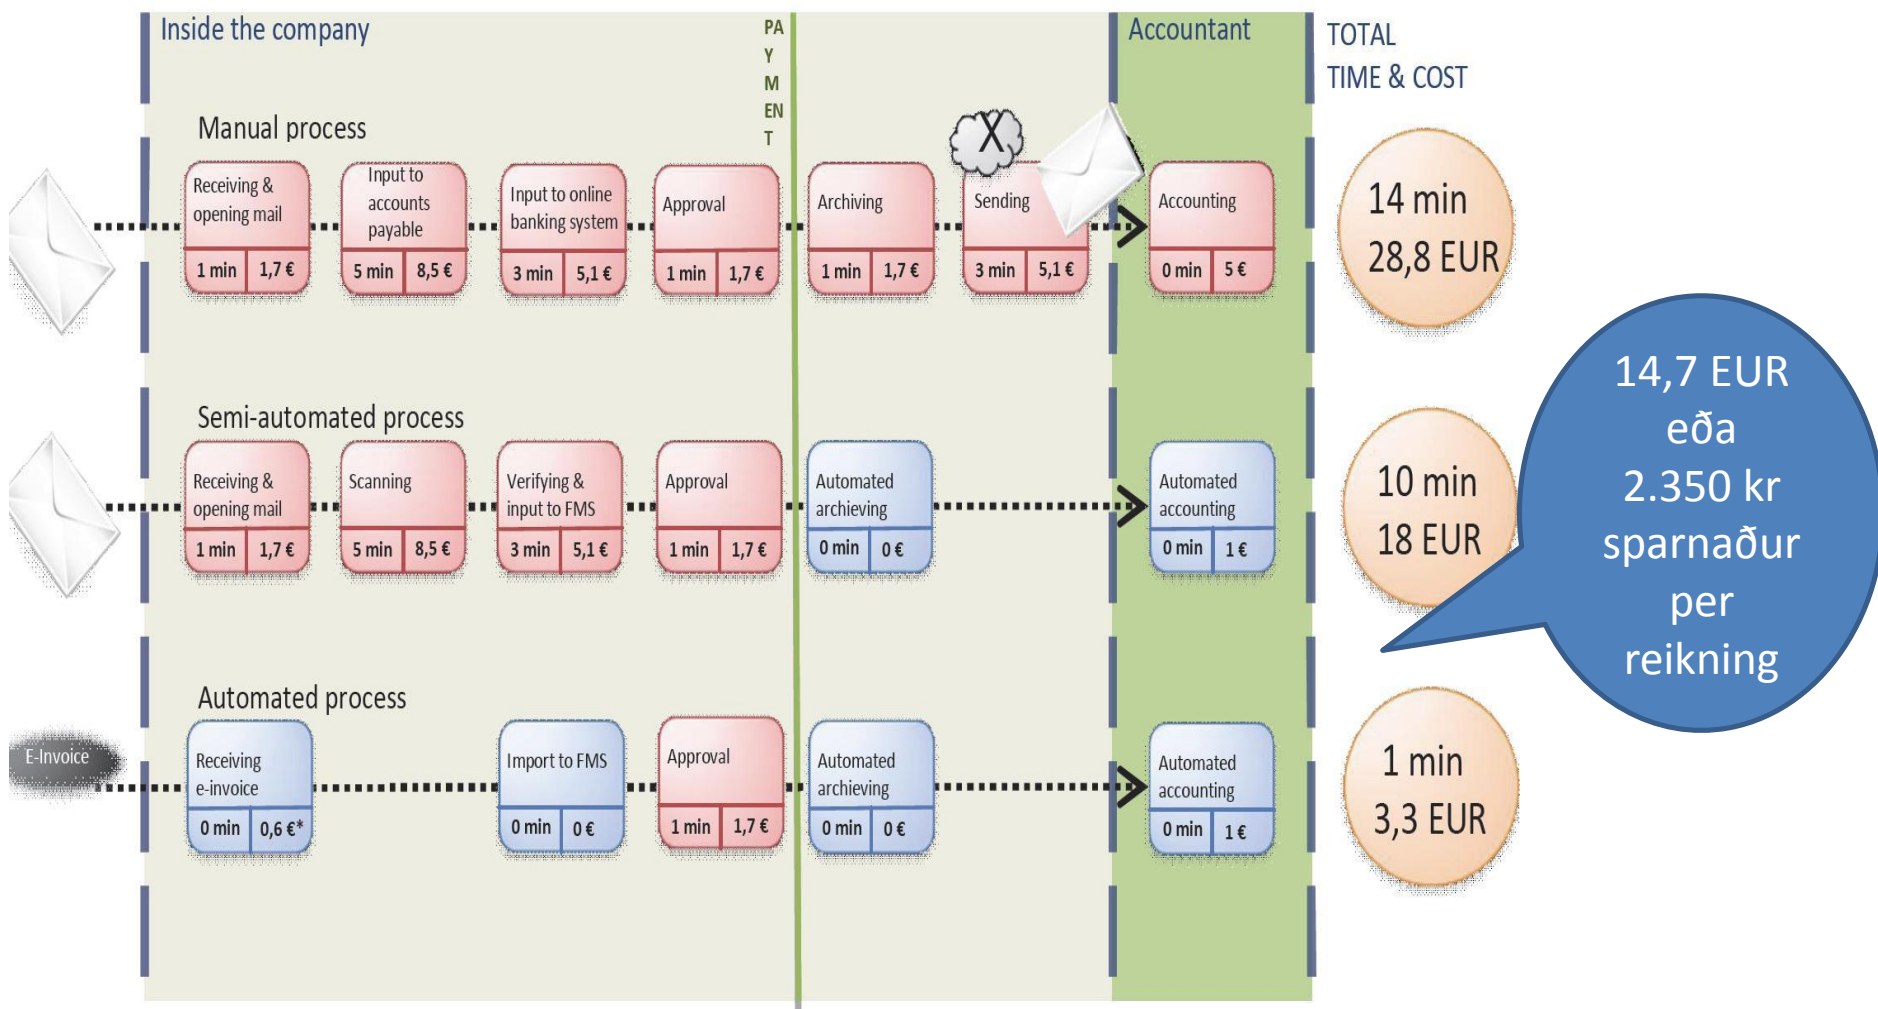 Inside the company
PA
Y
M
EN
T
Accountant
TOTAL
TIME & COST
Manual process
Receiving &
opening mail
1 min 1,7 €
Input to
accounts
payable
5 min 8,5 €
Input to online
banking system
3 min 5,1 €
Approval
1 min 1,7 €
Archiving
1 min 1,7 €
X
Sending
3 min 5,1 €
Accounting
0 min 5 €
14 min
28,8 EUR
Semi-automated process
Receiving &
opening mail
1 min 1,7 €
Scanning
5 min 8,5 €
Verifying &
input to FMS
3 min 5,1 €
Approval
1 min 1,7 €
Automated
archieving
0 min 0 €
Automated
accounting
0 min 1 €
10 min
18 EUR
14,7 EUR
eða
2.350 kr
sparnaður
per
reikning
Automated process
E-Invoice
Receiving
e-invoice
0 min 0,6 €*
Import to FMS
0 min 0 €
Approval
1 min 1,7 €
Automated
archieving
0 min 0 €
Automated
accounting
0 min 1 €
1 min
3,3 EUR